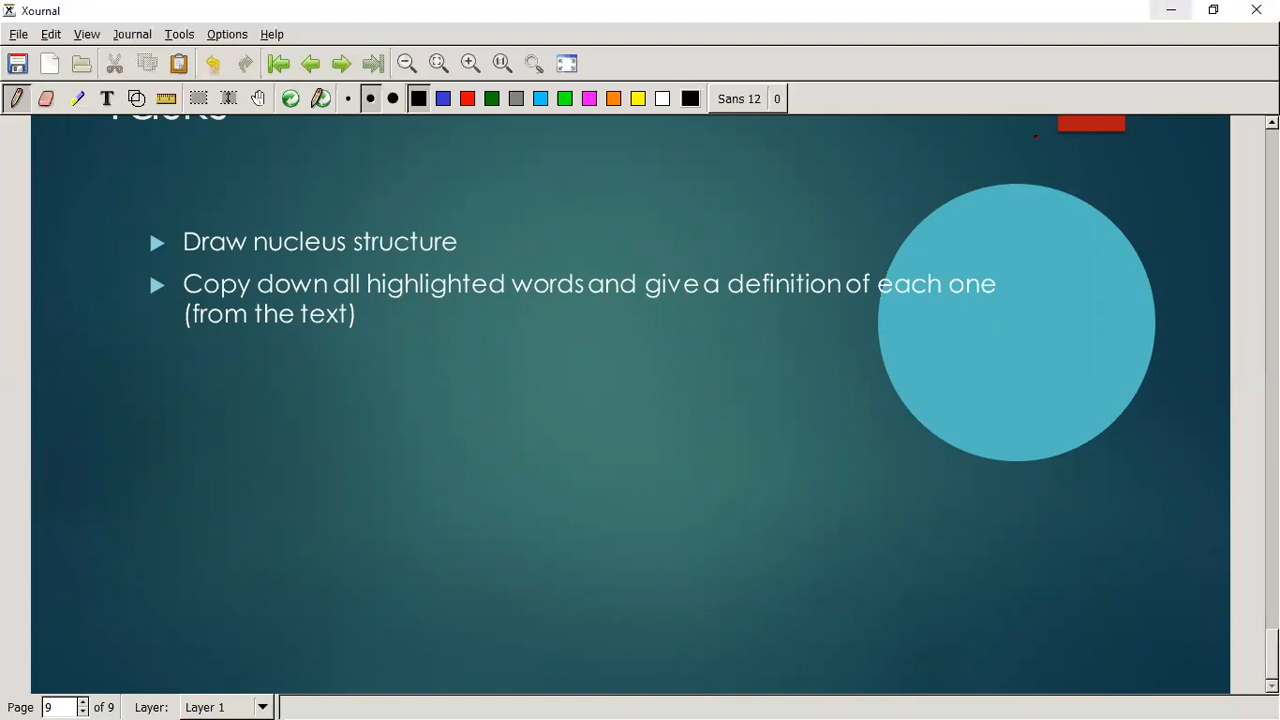 Xournal
File Edit View Journal Tools Options Help
Sans 12 0
Draw nucleus structure
Copy down all highlighted words and give a definition of each one
(from the text)
Page 9 of 9 Layer: Layer 1